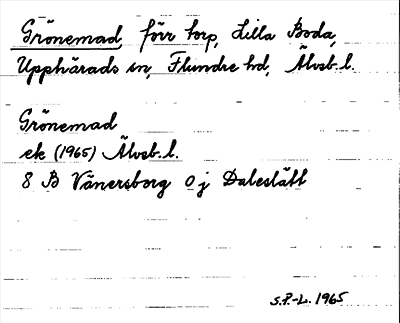 Grönemad, förr torp, Lilla Boda,
Upphärads sn, Flundre hd, Älvsb. l.
Grönemad
ek (1965) Älvsb. l.
8 B Vänersborg 0 j Daleslätt
S.P.-L. 1965